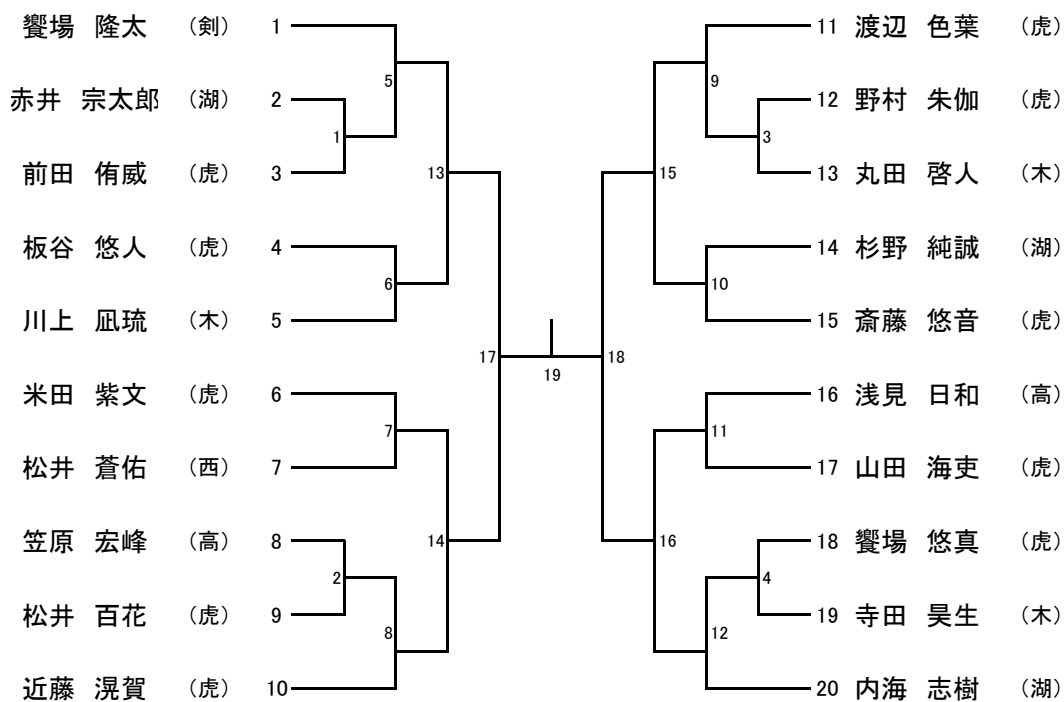 饗場 隆太 (剣) 1
赤井 宗太郎 (湖) 2
前田 侑威 (虎) 3
板谷 悠人 (虎) 4
川上 凪琉 (木) 5
米田 紫文 (虎) 6
松井 蒼佑 (西) 7
笠原 宏峰 (高) 8
松井 百花 (虎) 9
近藤 滉賀 (虎) 10
5
1
13
6
17
7
14
2
8
19
9
3
15
10
18
11
16
4
12
11 渡辺 色葉 (虎)
12 野村 朱伽 (虎)
13 丸田 啓人 (木)
14 杉野 純誠 (湖)
15 斎藤 悠音 (虎)
16 浅見 日和 (高)
17 山田 海吏 (虎)
18 饗場 悠真 (虎)
19 寺田 昊生 (木)
20 内海 志樹 (湖)